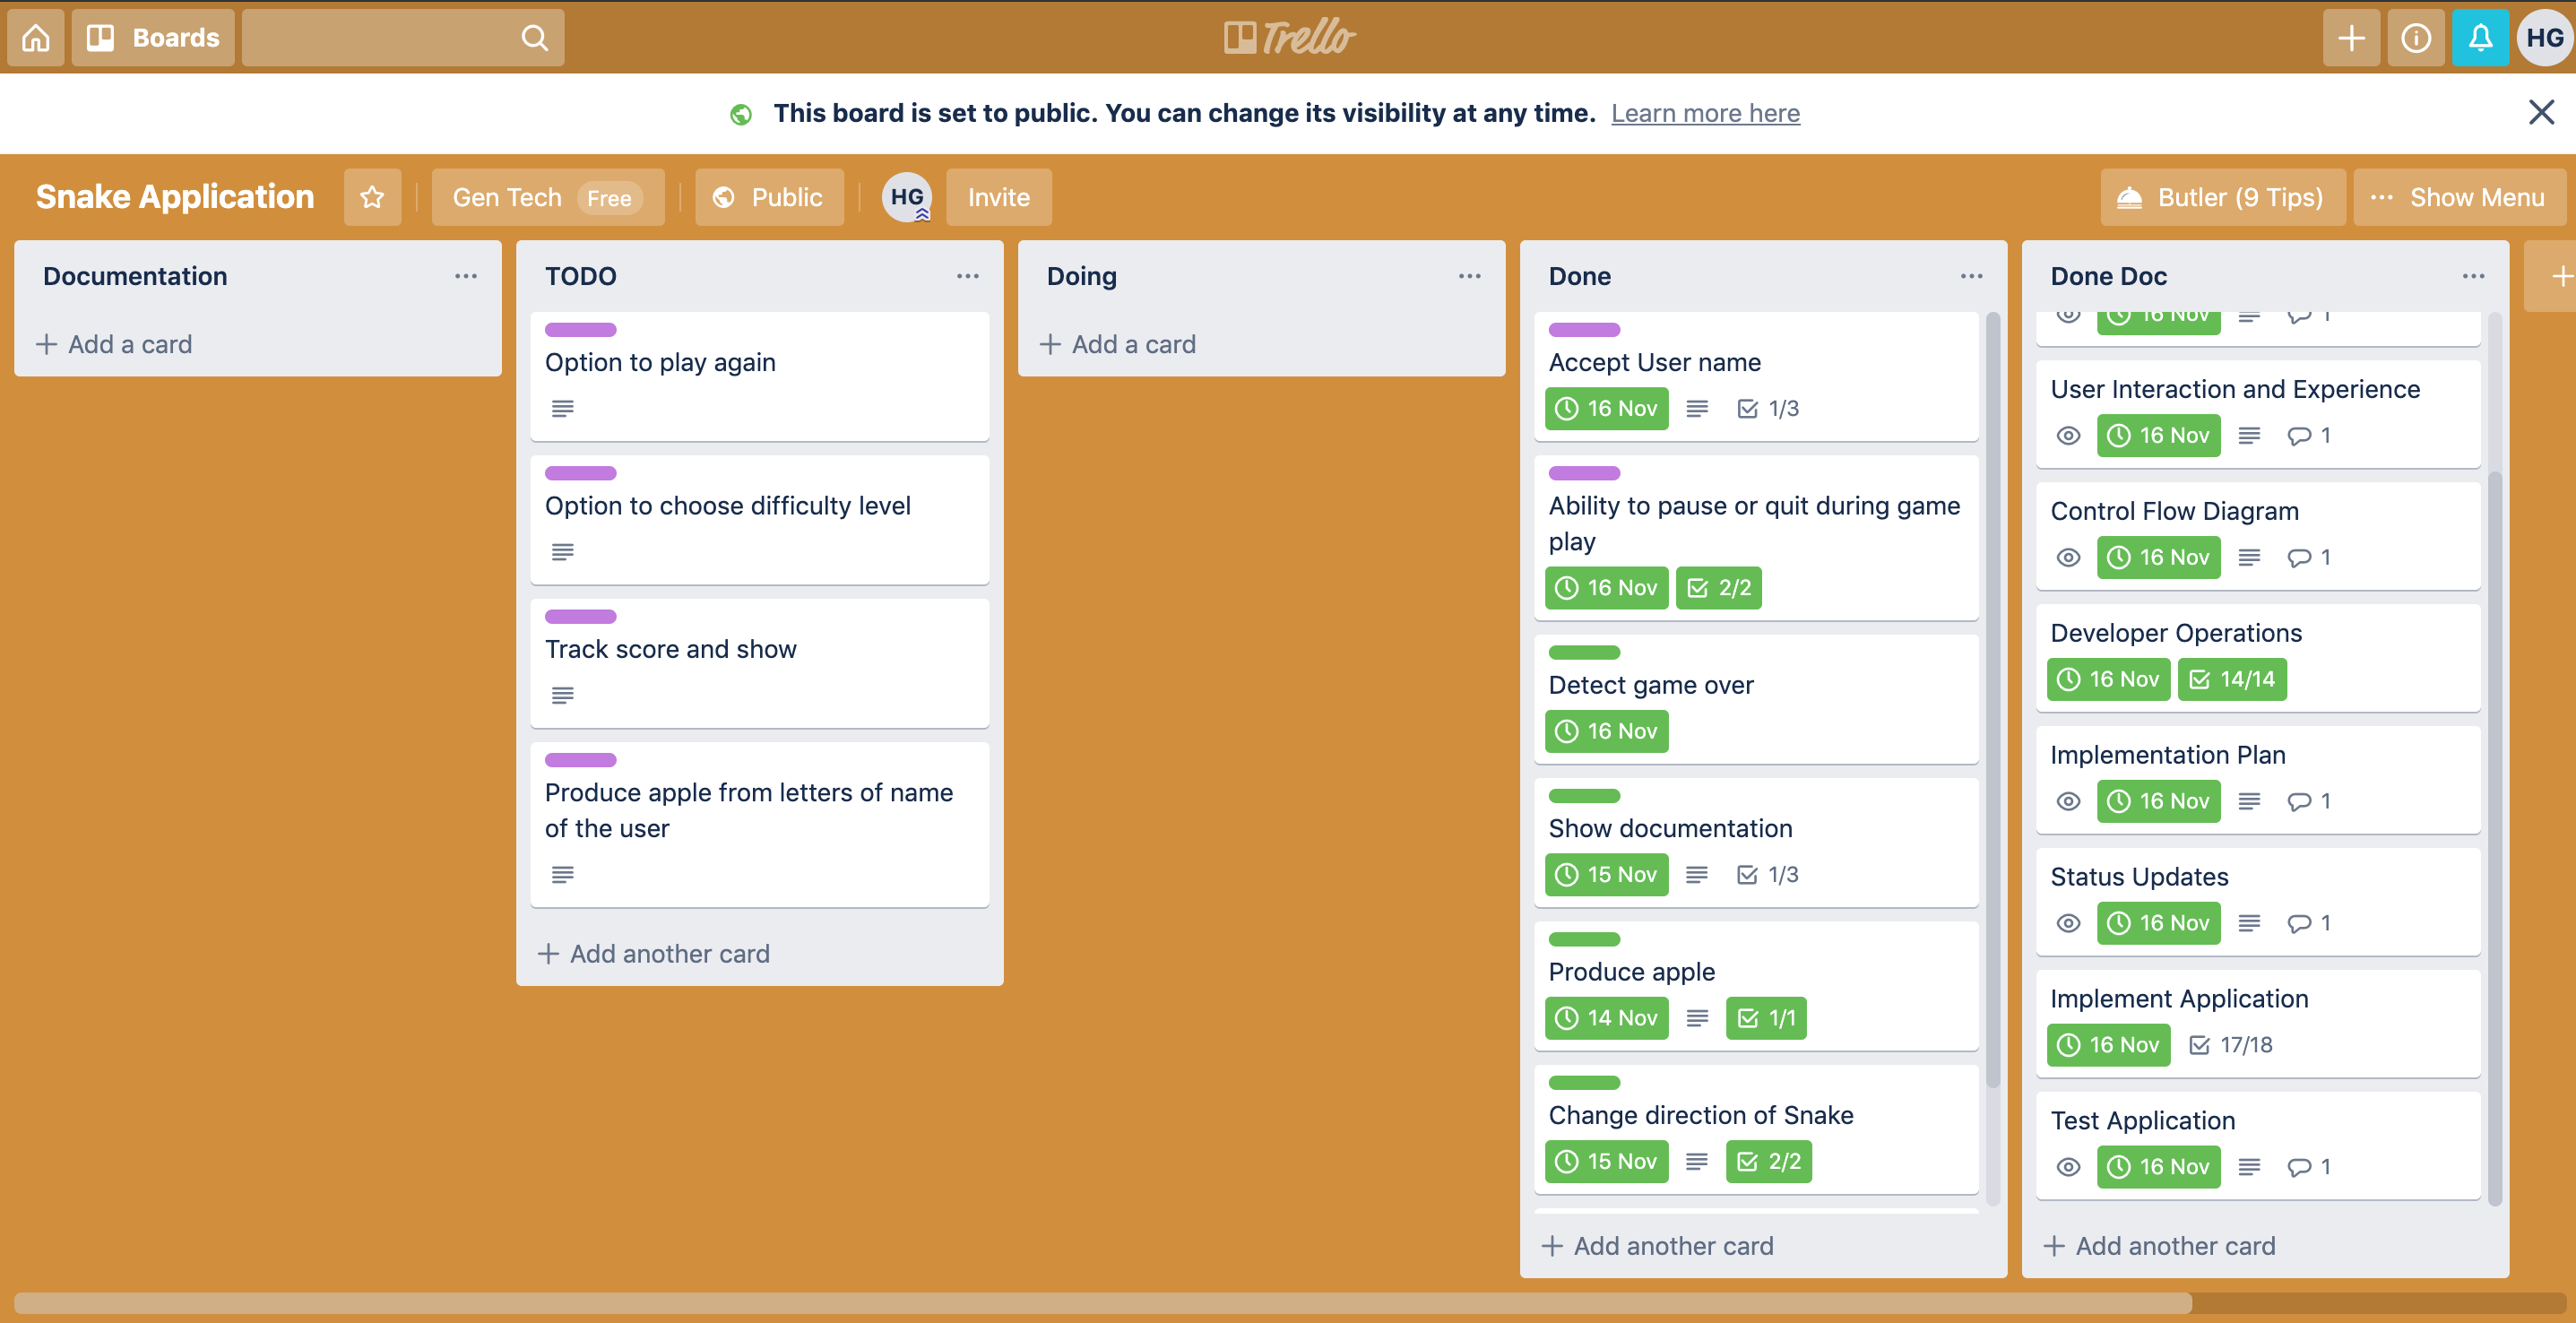 Boards
Trello
HG
This board is set to public. You can change its visibility at any time. Learn more here
Snake Application
Gen Tech Free
Public
HG
Invite
Butler (9 Tips)
··· Show Menu
Documentation
+ Add a card
TODO
Option to play again
Option to choose difficulty level
Track score and show
Produce apple from letters of name
of the user
+ Add another card
Doing
+ Add a card
Done
Accept User name
16 Nov 1/3
Ability to pause or quit during game
play
16 Nov 2/2
Detect game over
16 Nov
Show documentation
15 Nov 1/3
Produce apple
14 Nov 1/1
Change direction of Snake
15 Nov 2/2
+ Add another card
Done Doc
16 Nov 1
User Interaction and Experience
16 Nov 1
Control Flow Diagram
16 Nov 1
Developer Operations
16 Nov 14/14
Implementation Plan
16 Nov 1
Status Updates
16 Nov 1
Implement Application
16 Nov 17/18
Test Application
16 Nov 1
+ Add another card